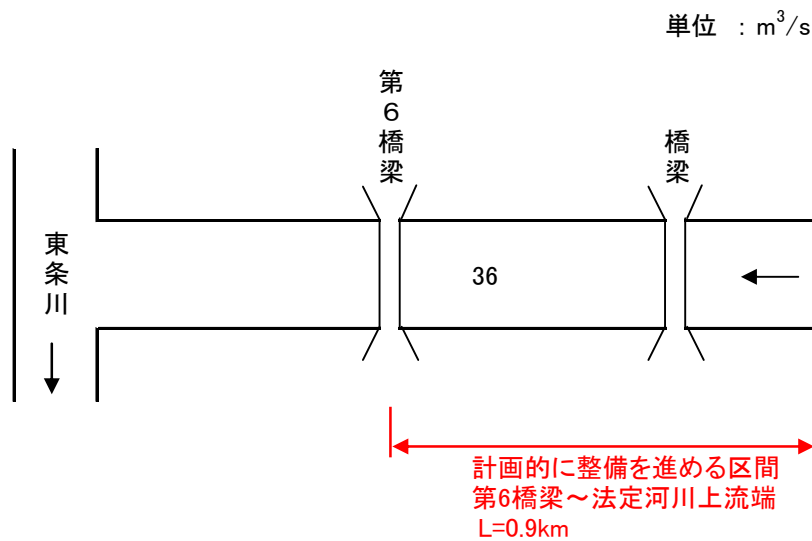 単位 : m³/s
第6橋梁
橋梁
東条川
36
計画的に整備を進める区間
第6橋梁~法定河川上流端
L=0.9km